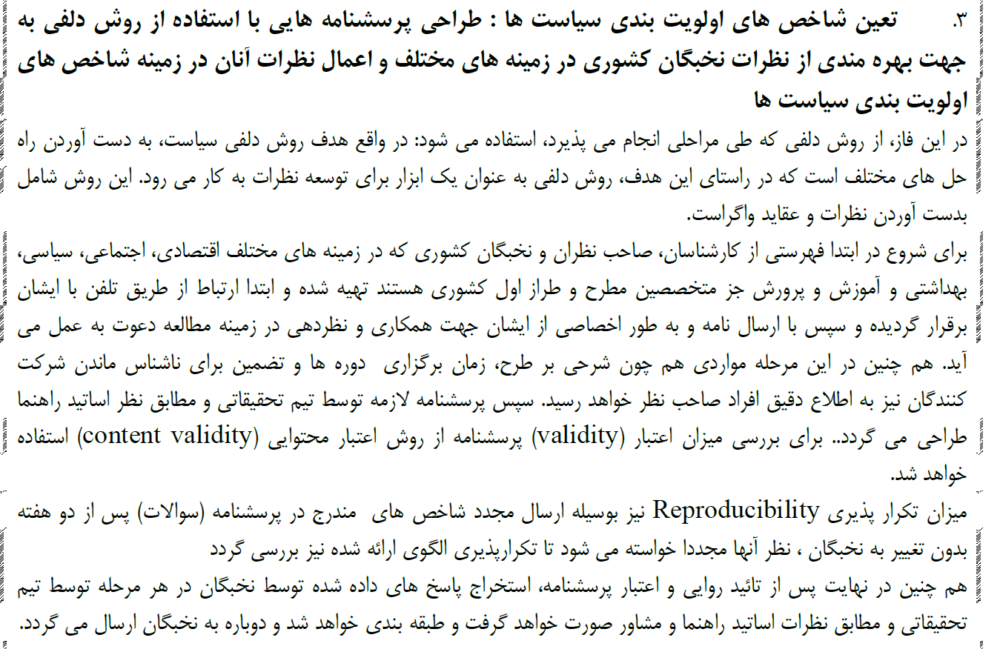 ۳. تعین شاخص های اولویت بندی سیاست ها : طراحی پرسشنامه هایی با استفاده از روش دلفی به
جهت بهره مندی از نظرات نخبگان کشوری در زمینه های مختلف و اعمال نظرات آنان در زمینه شاخص های
اولویت بندی سیاست ها
در این فاز، از روش دلفی که طی مراحلی انجام می پذیرد، استفاده می شود: در واقع هدف روش دلفی سیاست، به دست آوردن راه
حل های مختلف است که در راستای این هدف، روش دلفی به عنوان یک ابزار برای توسعه نظرات به کار می رود. این روش شامل
بدست آوردن نظرات و عقاید واگراست.
برای شروع در ابتدا فهرستی از کارشناسان، صاحب نظران و نخبگان کشوری که در زمینه های مختلف اقتصادی، اجتماعی، سیاسی،
بهداشتی و آموزش و پرورش جز متخصصین مطرح و طراز اول کشوری هستند تهیه شده و ابتدا ارتباط از طریق تلفن با ایشان
برقرار گردیده و سپس با ارسال نامه و به طور اخصاصی از ایشان جهت همکاری و نظردهی در زمینه مطالعه دعوت به عمل می
آید. هم چنین در این مرحله مواردی هم چون شرحی بر طرح، زمان برگزاری دوره ها و تضمین برای ناشناس ماندن شرکت
کنندگان نیز به اطلاع دقیق افراد صاحب نظر خواهد رسید. سپس پرسشنامه لازمه توسط تیم تحقیقاتی و مطابق نظر اساتید راهنما
طراحی می گردد.. برای بررسی میزان اعتبار (validity) پرسشنامه از روش اعتبار محتوایی (content validity) استفاده
خواهد شد.
میزان تکرار پذیری Reproducibility نیز بوسیله ارسال مجدد شاخص های مندرج در پرسشنامه (سوالات) پس از دو هفته
بدون تغییر به نخبگان ، نظر آنها مجددا خواسته می شود تا تکرارپذیری الگوی ارائه شده نیز بررسی گردد
هم چنین در نهایت پس از تائید روایی و اعتبار پرسشنامه، استخراج پاسخ های داده شده توسط نخبگان در هر مرحله توسط تیم
تحقیقاتی و مطابق نظرات اساتید راهنما و مشاور صورت خواهد گرفت و طبقه بندی خواهد شد و دوباره به نخبگان ارسال می گردد.